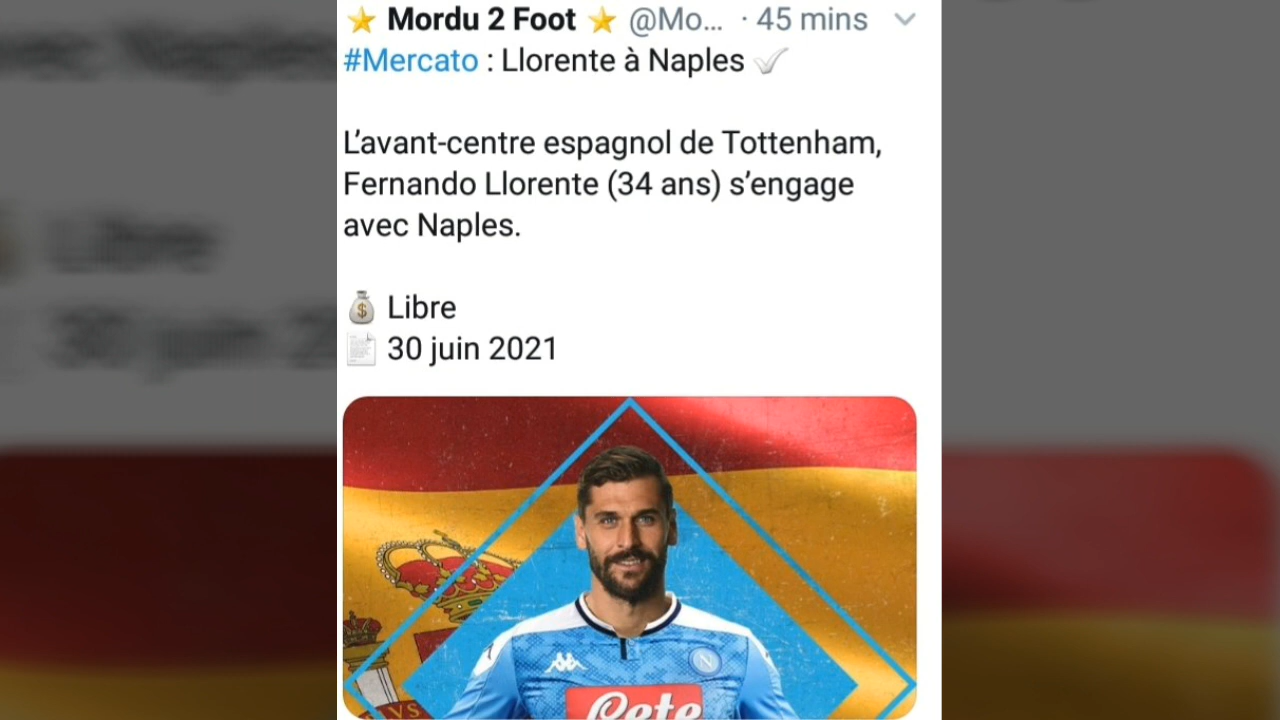 ⭐ Mordu 2 Foot ⭐ @Mo... · 45 mins
#Mercato : Llorente à Naples ✓
L’avant-centre espagnol de Tottenham,
Fernando Llorente (34 ans) s’engage
avec Naples.
💰 Libre
📄 30 juin 2021
N
Lete